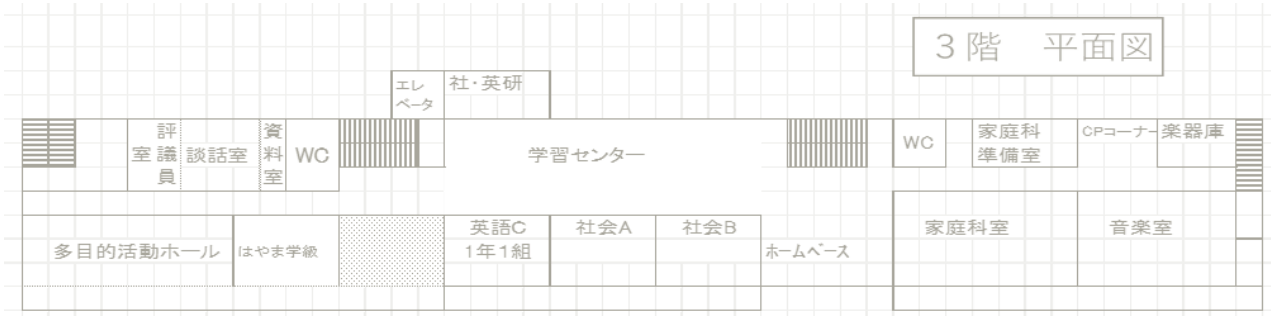 3階　平面図
エレ
ベータ
社・英研
評議員室
談話室
資料室
WC
学習センター
WC
家庭科
準備室
CPコーナー
楽器庫
多目的活動ホール
はやま学級
英語C
1年1組
社会A
社会B
ホームベース
家庭科室
音楽室